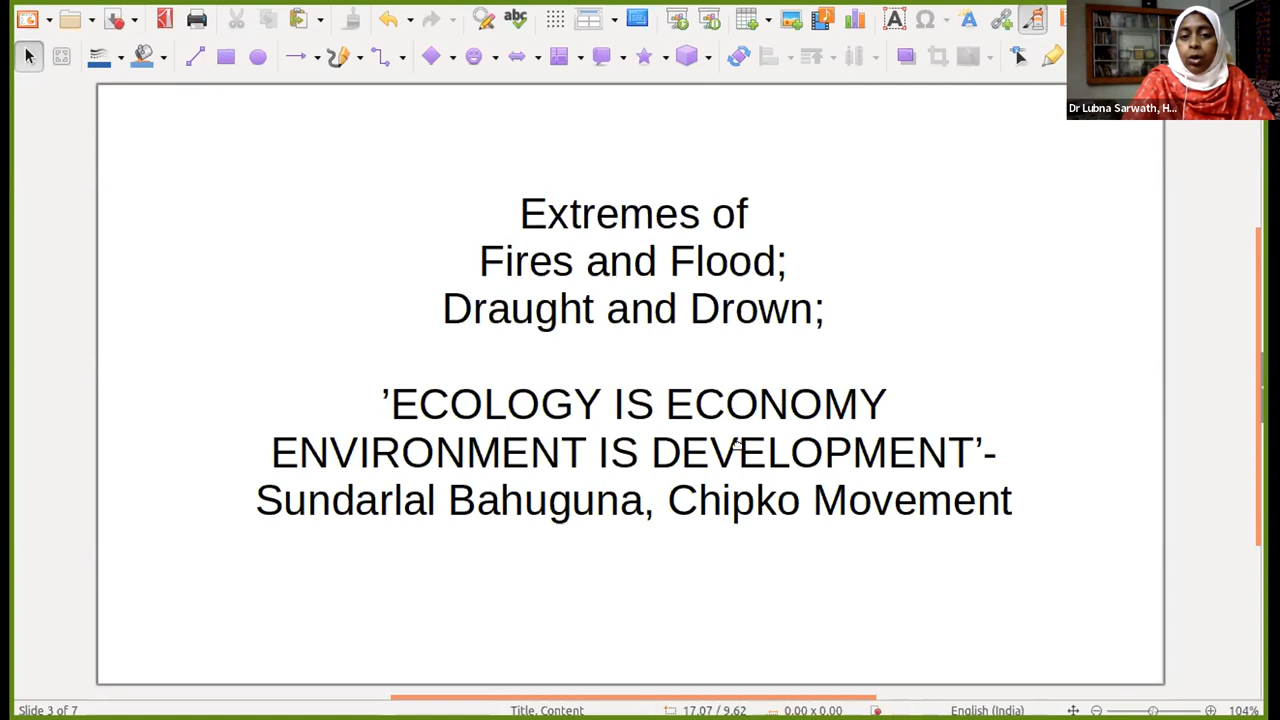 Dr Lubna Sarwath, H...
Extremes of
Fires and Flood;
Draught and Drown;
’ECOLOGY IS ECONOMY
ENVIRONMENT IS DEVELOPMENT’-
Sundarlal Bahuguna, Chipko Movement
Slide 3 of 7
Title, Content
17.07 / 9.62
0.00 x 0.00
English (India)
104%